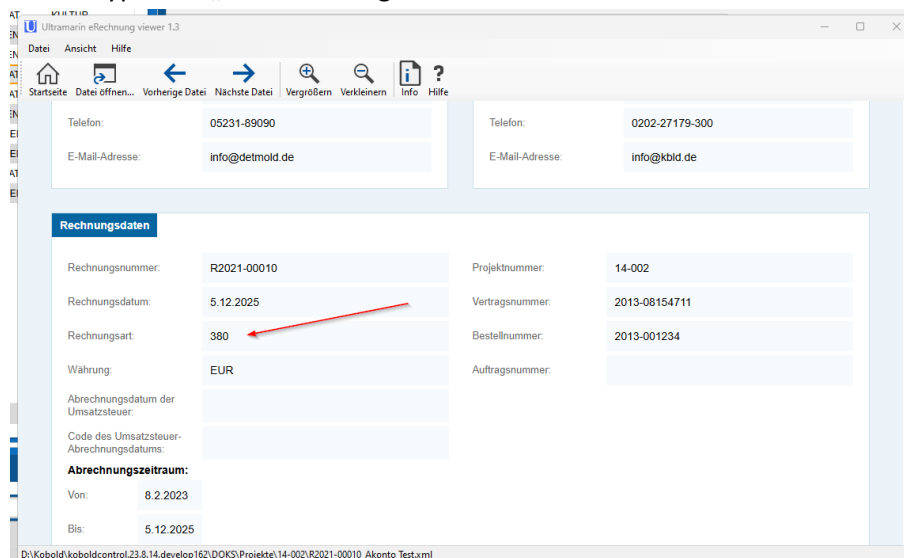 KULTUR
Ultramarin eRechnung viewer 1.3
Datei Ansicht Hilfe
Startseite Datei öffnen... Vorherige Datei Nächste Datei Vergrößern Verkleinern Info Hilfe
Telefon: 05231-89090 Telefon: 0202-27179-300
E-Mail-Adresse: info@detmold.de E-Mail-Adresse: info@kbld.de
Rechnungsdaten
Rechnungsnummer: R2021-00010 Projektnummer: 14-002
Rechnungsdatum: 5.12.2025 Vertragsnummer: 2013-08154711
Rechnungsart: 380 Bestellnummer: 2013-001234
Währung: EUR Auftragsnummer:
Abrechnungsdatum der
Umsatzsteuer:
Code des Umsatzsteuer-
Abrechnungsdatums:
Abrechnungszeitraum:
Von: 8.2.2023
Bis: 5.12.2025
D:\Kobold\koboldcontrol.23.8.14.develop162\DOKS\Projekte\14-002\R2021-00010_Akonto Test.xml